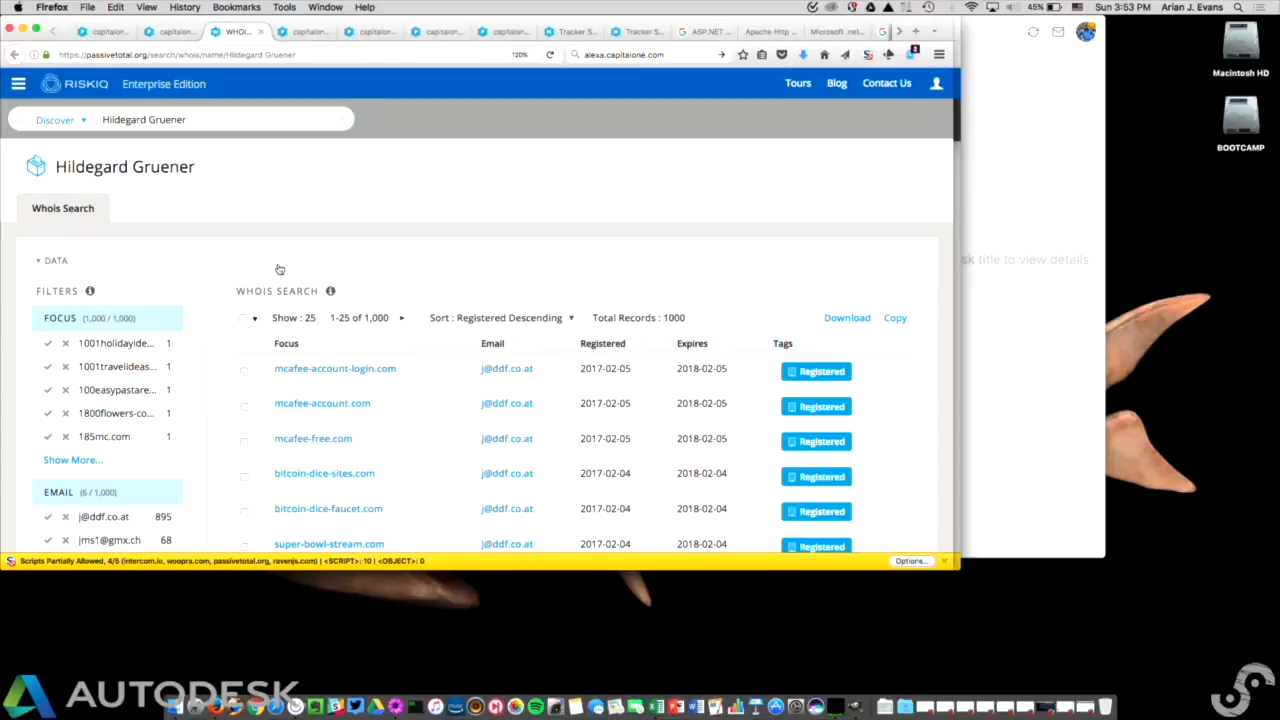 Firefox File Edit View History Bookmarks Tools Window Help 45% Sun 3:53 PM Arian J. Evans
capitalon... capitalon... WHOI... capitalon... capitalon... capitalon... capitalon... Tracker S... Tracker S... ASP.NET ... Apache Http ... Microsoft .net...
https://passivetotal.org/search/whois/name/Hildegard Gruener 120% alexa.capitalone.com
Macintosh HD
RISKIQ Enterprise Edition Tours Blog Contact Us
Discover Hildegard Gruener
BOOTCAMP
Hildegard Gruener
Whois Search
DATA
sk title to view details
FILTERS WHOIS SEARCH
FOCUS (1,000 / 1,000) Show : 25 1-25 of 1,000 Sort : Registered Descending Total Records : 1000 Download Copy
Focus Email Registered Expires Tags
1001holidayide... 1
1001travelideas... 1 mcafee-account-login.com j@ddf.co.at 2017-02-05 2018-02-05 Registered
100easypastare... 1
1800flowers-co... 1 mcafee-account.com j@ddf.co.at 2017-02-05 2018-02-05 Registered
185mc.com 1 mcafee-free.com j@ddf.co.at 2017-02-05 2018-02-05 Registered
Show More...
bitcoin-dice-sites.com j@ddf.co.at 2017-02-04 2018-02-04 Registered
EMAIL (6 / 1,000)
j@ddf.co.at 895 bitcoin-dice-faucet.com j@ddf.co.at 2017-02-04 2018-02-04 Registered
jms1@gmx.ch 68 super-bowl-stream.com j@ddf.co.at 2017-02-04 2018-02-04 Registered
Scripts Partially Allowed, 4/5 (intercom.io, woopra.com, passivetotal.org, ravenjs.com) | <SCRIPT>: 10 | <OBJECT>: 0 Options...
AUTODESK